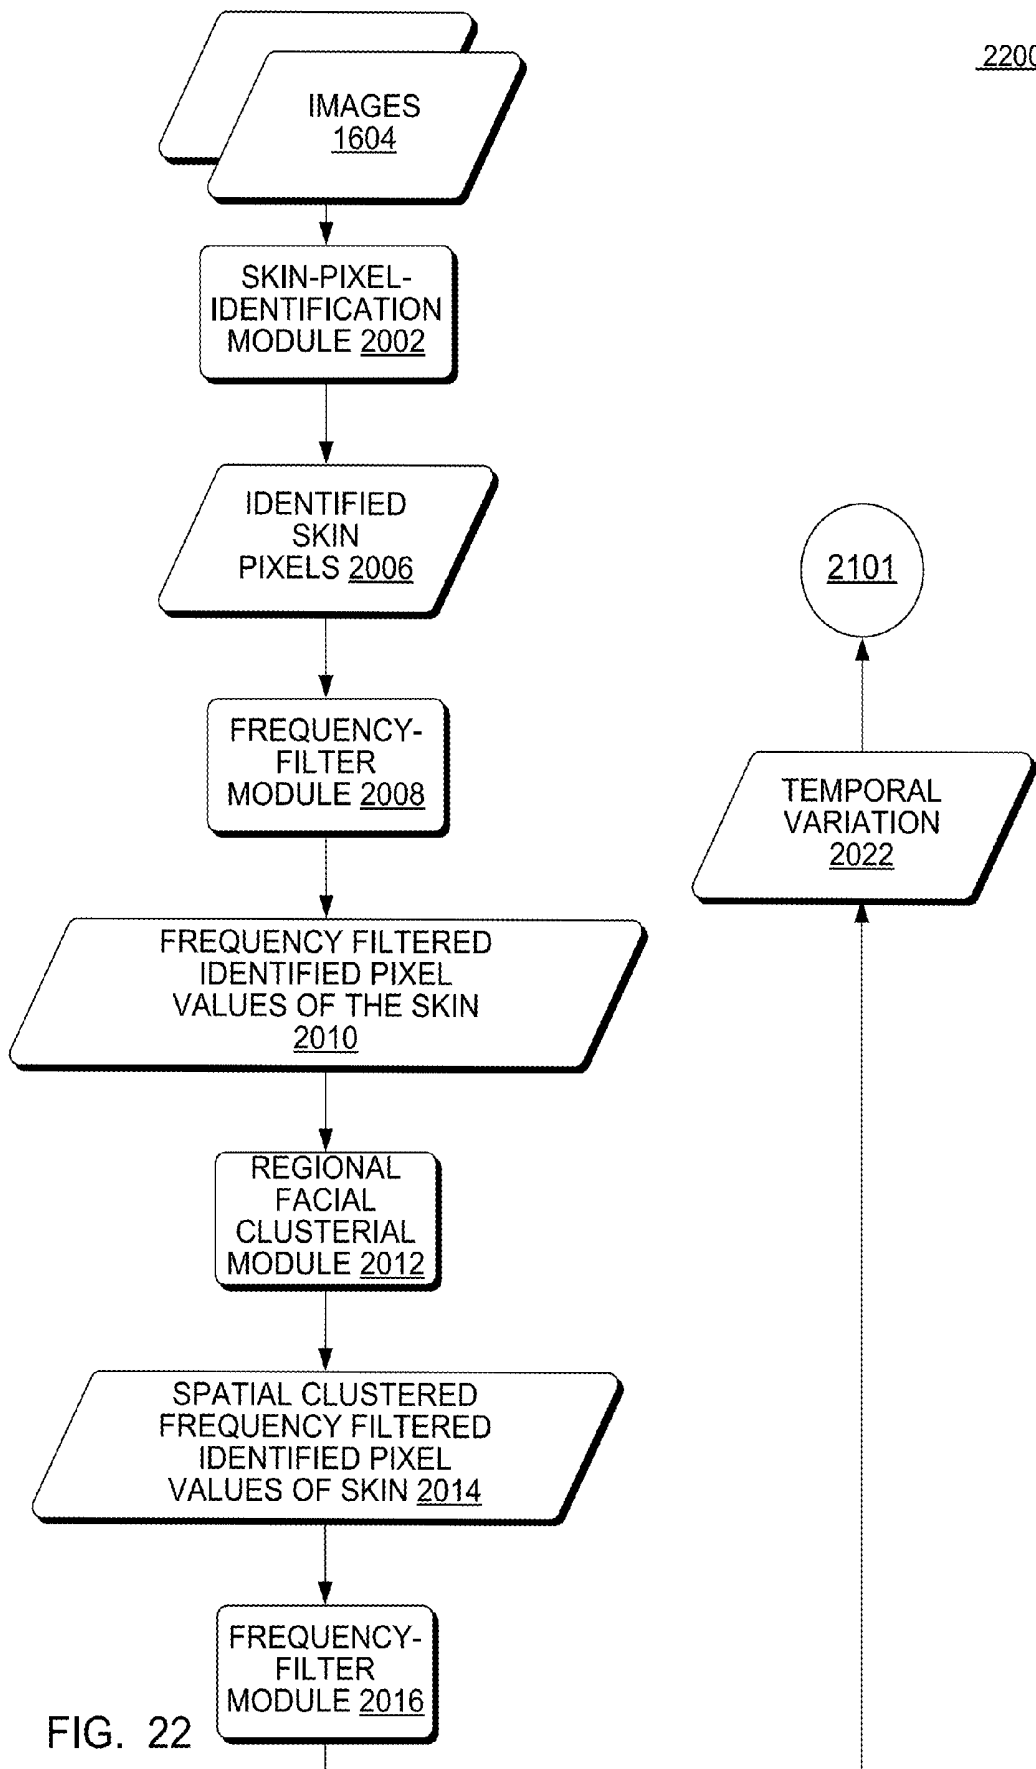 2200
IMAGES
1604
SKIN-PIXEL-
IDENTIFICATION
MODULE 2002
IDENTIFIED
SKIN
PIXELS 2006
FREQUENCY-
FILTER
MODULE 2008
FREQUENCY FILTERED
IDENTIFIED PIXEL
VALUES OF THE SKIN
2010
REGIONAL
FACIAL
CLUSTERIAL
MODULE 2012
SPATIAL CLUSTERED
FREQUENCY FILTERED
IDENTIFIED PIXEL
VALUES OF SKIN 2014
FREQUENCY-
FILTER
MODULE 2016
2101
TEMPORAL
VARIATION
2022
FIG. 22